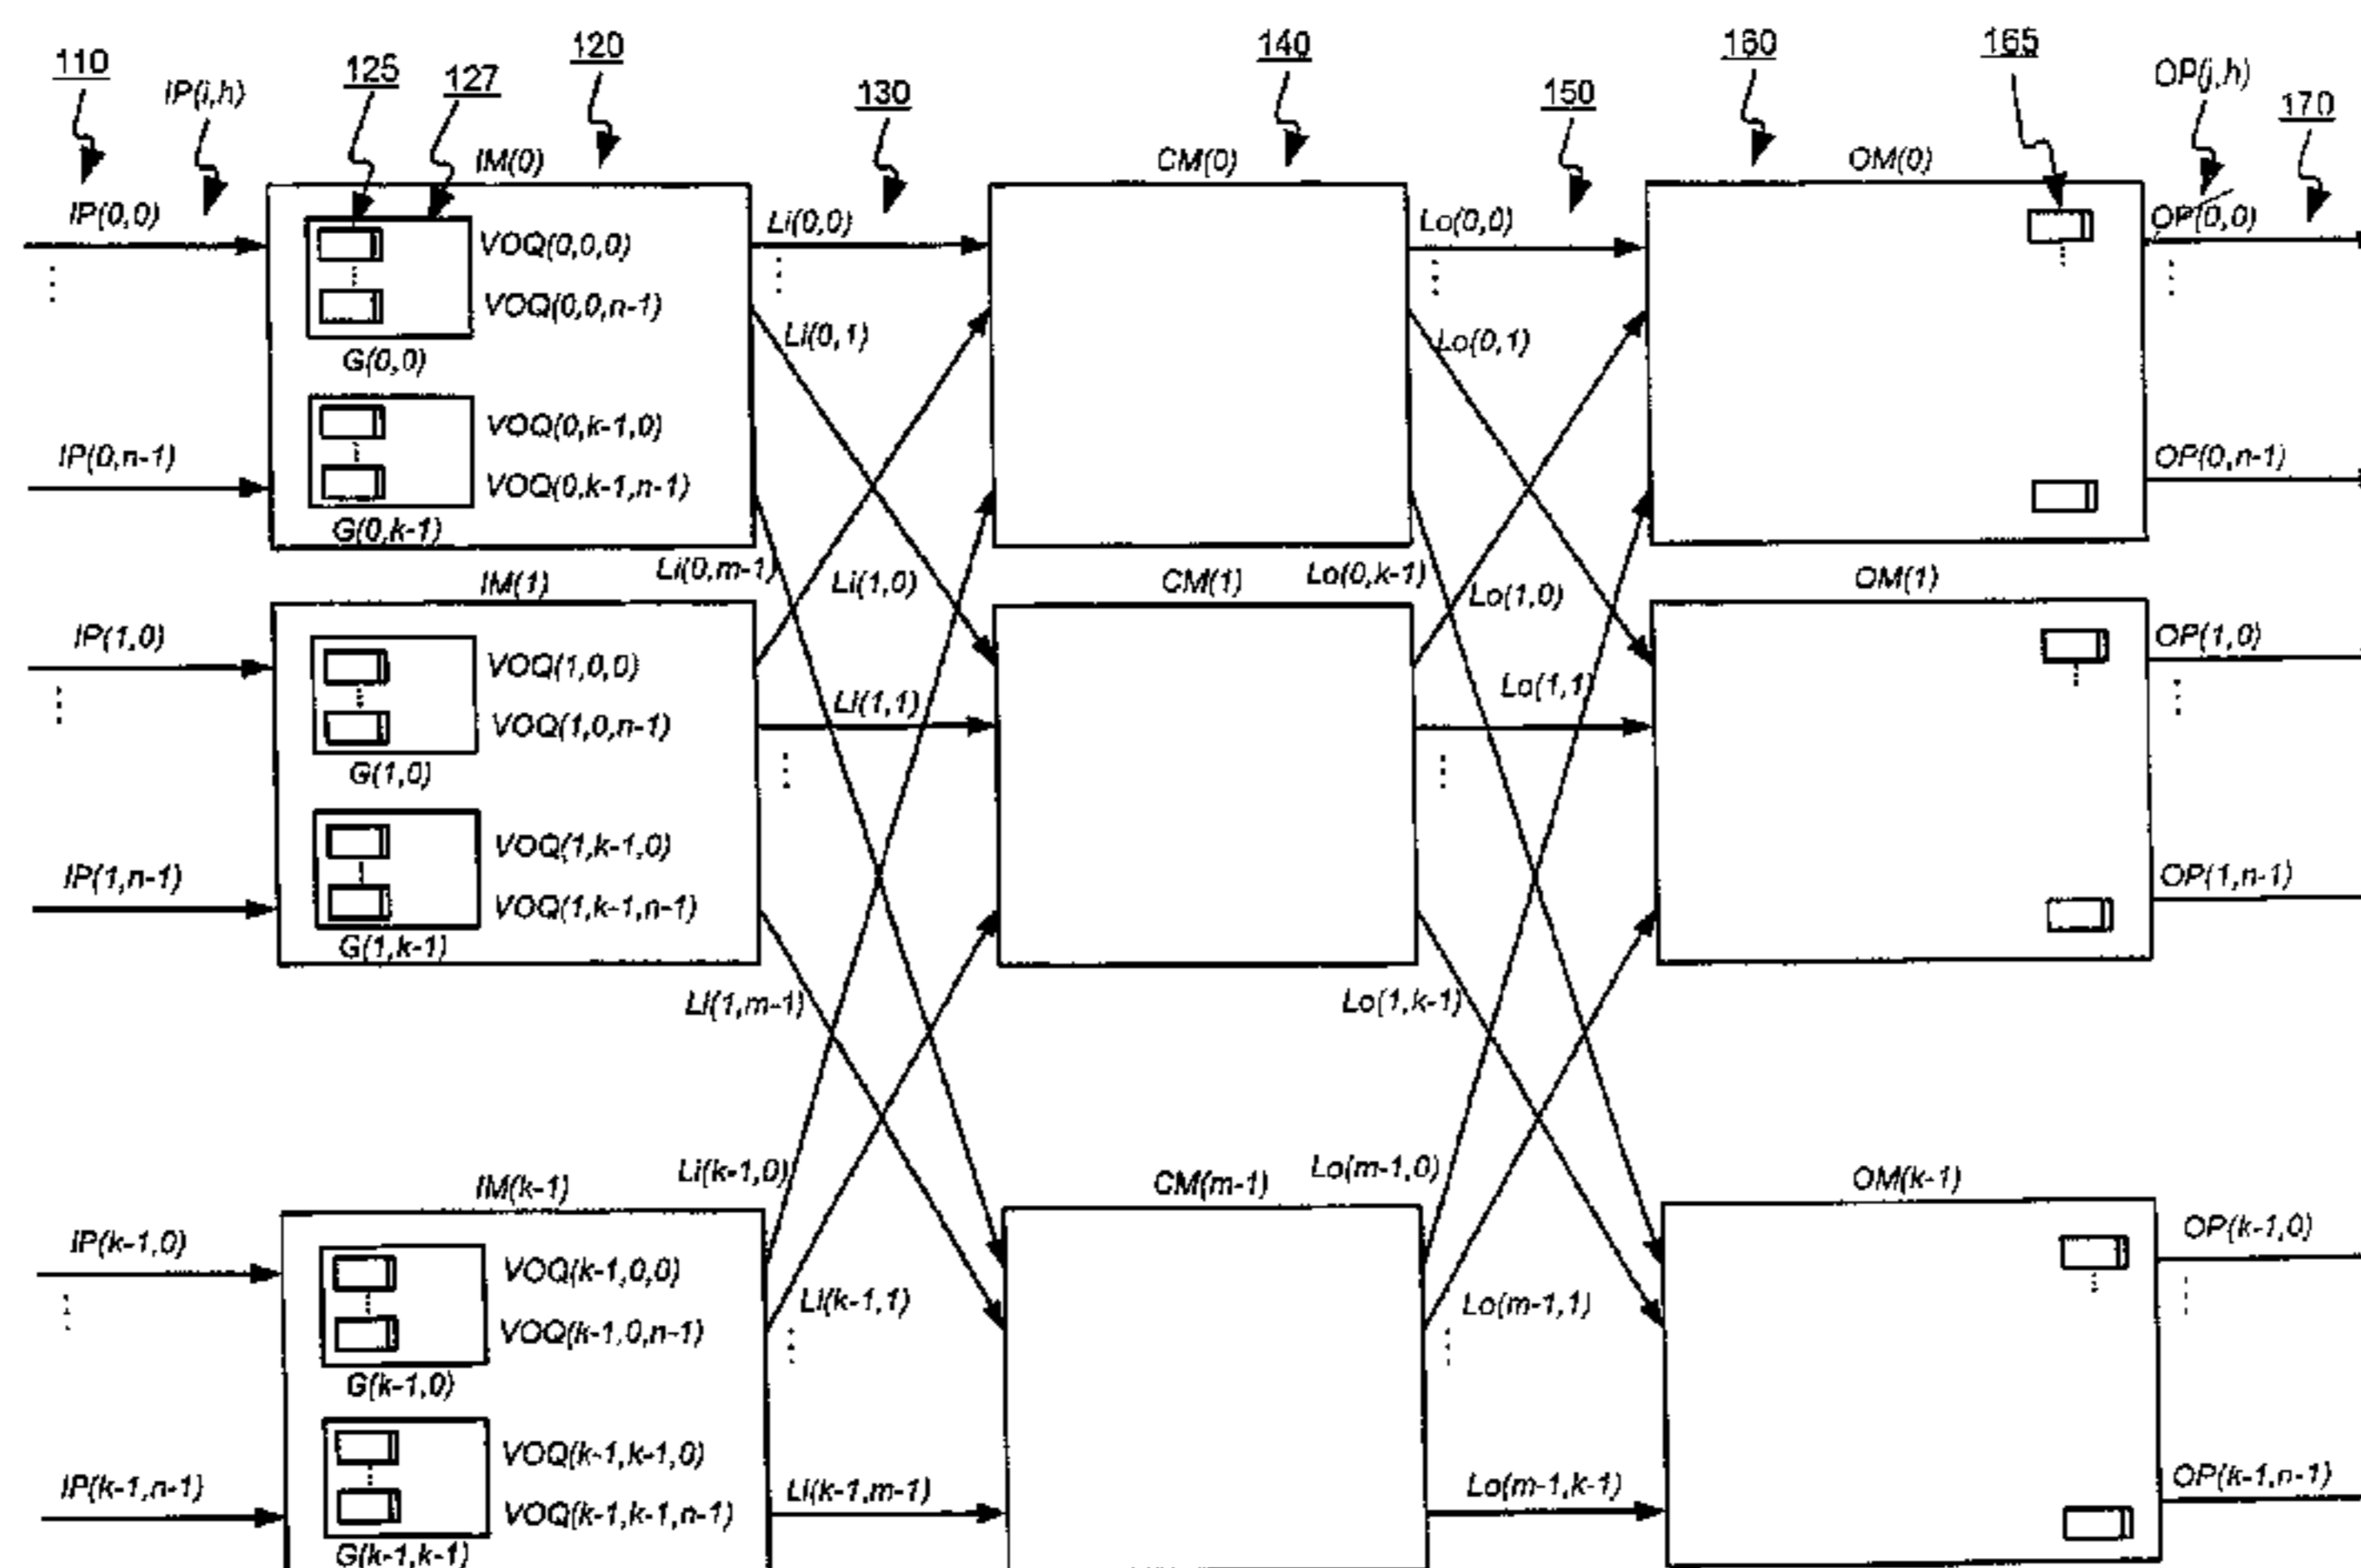 110
IP(i,h)
125
127
120
130
140
150
160
165
OP(j,h)
170
IM(0)
CM(0)
OM(0)
IP(0,0)
VOQ(0,0,0)
Li(0,0)
Lo(0,0)
OP(0,0)
VOQ(0,0,n-1)
Li(0,1)
Lo(0,1)
G(0,0)
VOQ(0,k-1,0)
IP(0,n-1)
VOQ(0,k-1,n-1)
OP(0,n-1)
G(0,k-1)
Li(0,m-1)
Lo(0,k-1)
IM(1)
Li(1,0)
CM(1)
Lo(1,0)
OM(1)
IP(1,0)
VOQ(1,0,0)
OP(1,0)
VOQ(1,0,n-1)
Li(1,1)
Lo(1,1)
G(1,0)
VOQ(1,k-1,0)
IP(1,n-1)
VOQ(1,k-1,n-1)
OP(1,n-1)
G(1,k-1)
Li(1,m-1)
Lo(1,k-1)
IM(k-1)
Li(k-1,0)
CM(m-1)
Lo(m-1,0)
OM(k-1)
IP(k-1,0)
VOQ(k-1,0,0)
OP(k-1,0)
VOQ(k-1,0,n-1)
Li(k-1,1)
Lo(m-1,1)
G(k-1,0)
VOQ(k-1,k-1,0)
IP(k-1,n-1)
VOQ(k-1,k-1,n-1)
Li(k-1,m-1)
Lo(m-1,k-1)
OP(k-1,n-1)
G(k-1,k-1)